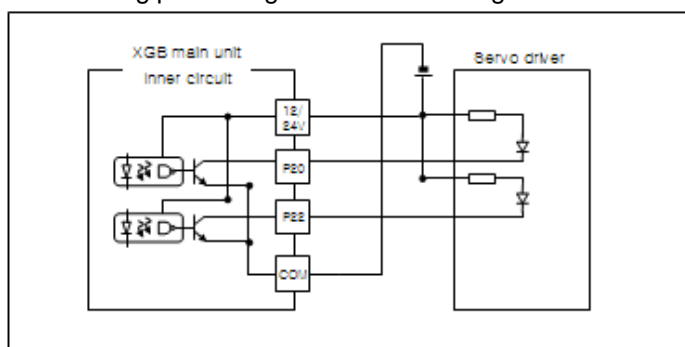 XGB main unit
inner circuit
Servo driver
12/
24V
P20
P22
COM